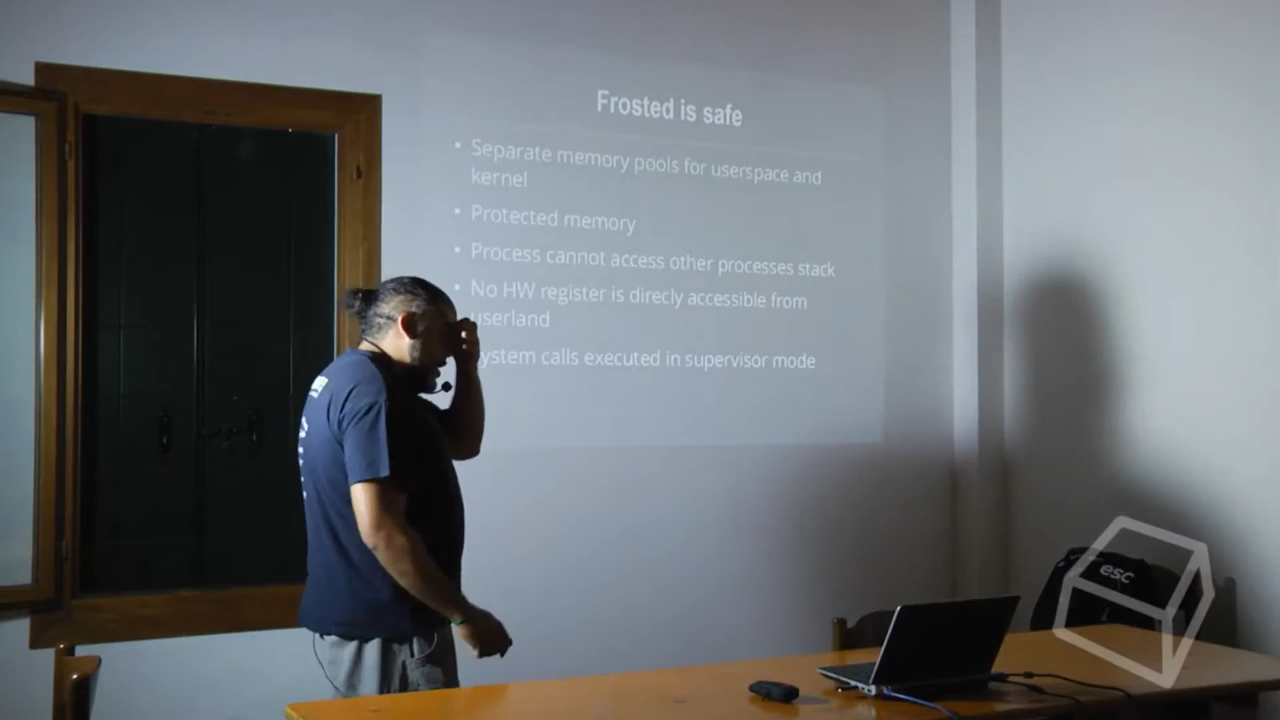 Frosted is safe
• Separate memory pools for userspace and
kernel
• Protected memory
• Process cannot access other processes stack
• No HW register is direcly accessible from
userland
ystem calls executed in supervisor mode
esc